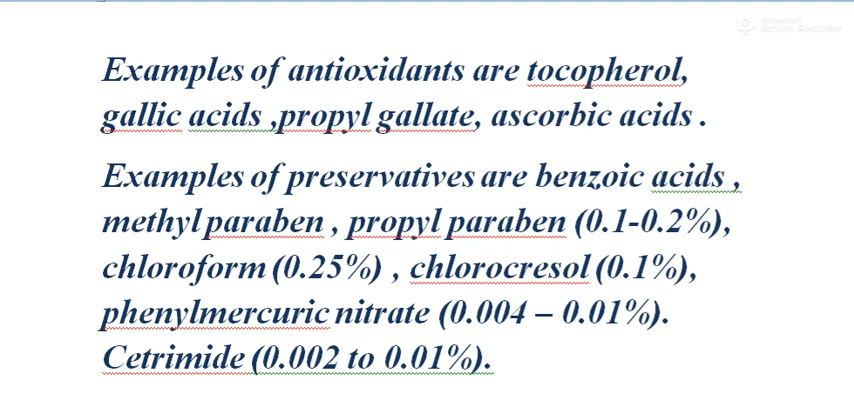 Screen Recorder
Examples of antioxidants are tocopherol,
gallic acids ,propyl gallate, ascorbic acids .
Examples of preservatives are benzoic acids ,
methyl paraben , propyl paraben (0.1-0.2%),
chloroform (0.25%) , chlorocresol (0.1%),
phenylmercuric nitrate (0.004 – 0.01%).
Cetrimide (0.002 to 0.01%).